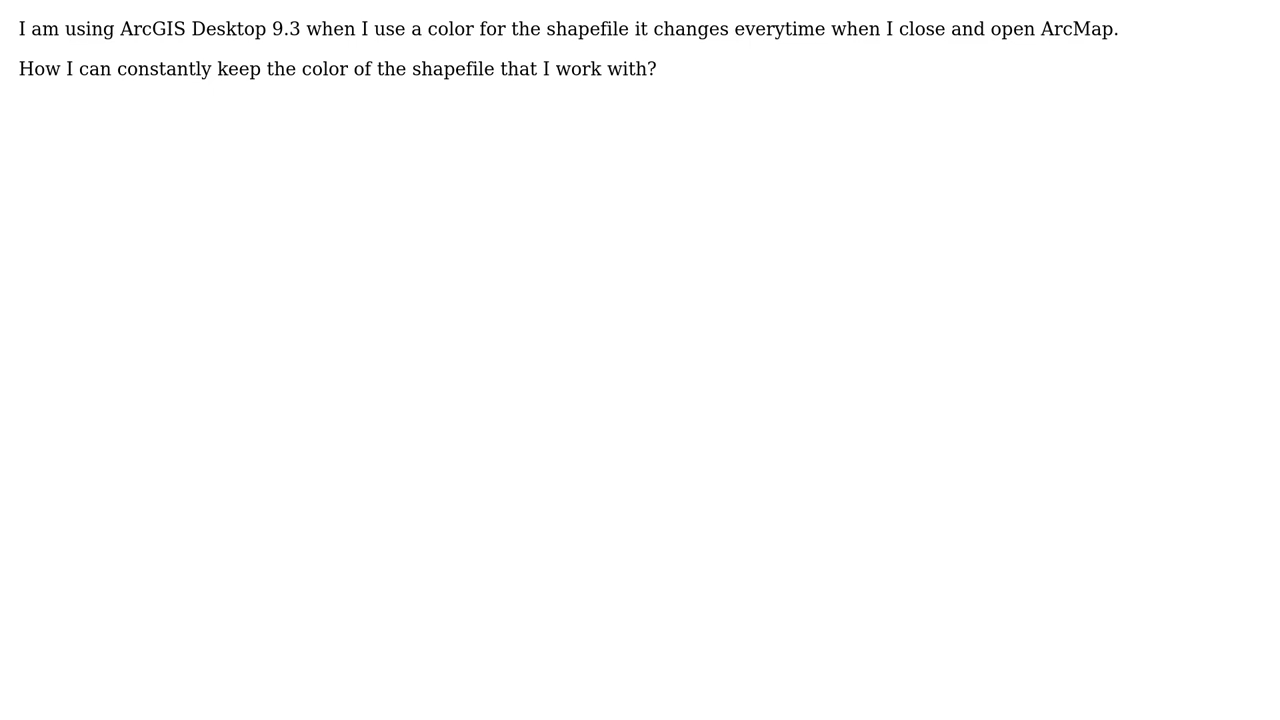 I am using ArcGIS Desktop 9.3 when I use a color for the shapefile it changes everytime when I close and open ArcMap.
How I can constantly keep the color of the shapefile that I work with?